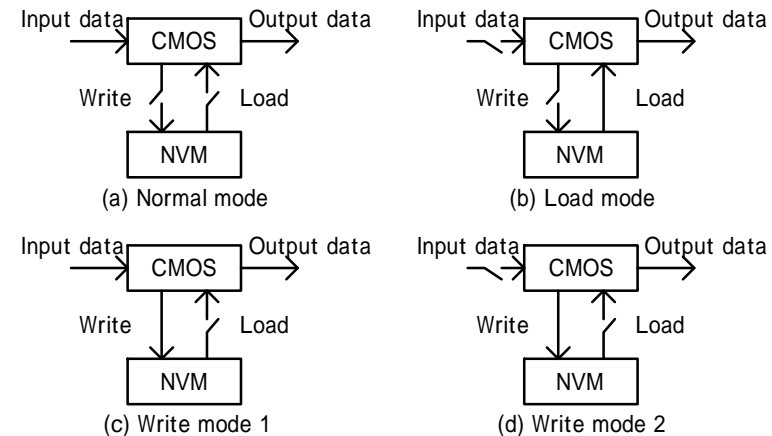 Input data CMOS Output data
Write Load
NVM
(a) Normal mode
Input data CMOS Output data
Write Load
NVM
(b) Load mode
Input data CMOS Output data
Write Load
NVM
(c) Write mode 1
Input data CMOS Output data
Write Load
NVM
(d) Write mode 2